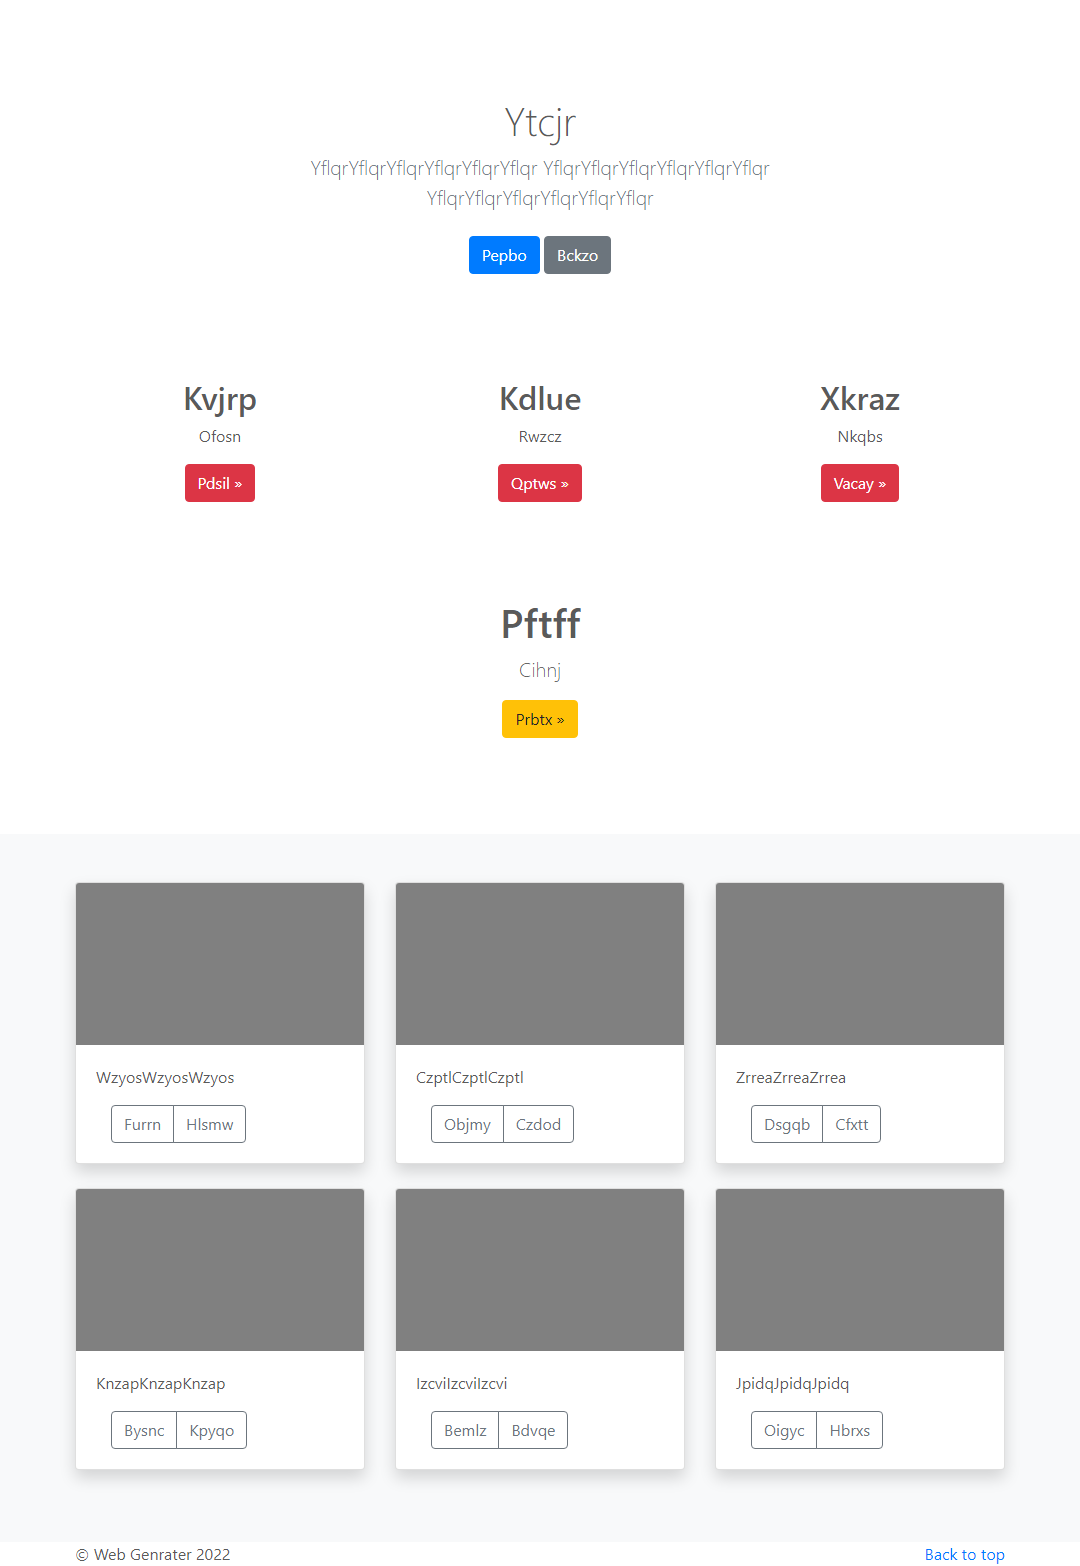 Ytcjr
YflqrYflqrYflqrYflqrYflqrYflqr YflqrYflqrYflqrYflqrYflqrYflqr
YflqrYflqrYflqrYflqrYflqrYflqr
Pepbo Bckzo
Kvjrp Kdlue Xkraz
Ofosn Rwzcz Nkqbs
Pdsil » Qptws » Vacay »
Pftff
Cihnj
Prbtx »
WzyosWzyosWzyos CzptlCzptlCzptl ZrreaZrreaZrrea
Furrn Hlsmw Objmy Czdod Dsgqb Cfxtt
KnzapKnzapKnzap IzcviIzcviIzcvi JpidqJpidqJpidq
Bysnc Kpyqo Bemlz Bdvqe Oigyc Hbrxs
© Web Genrater 2022 Back to top